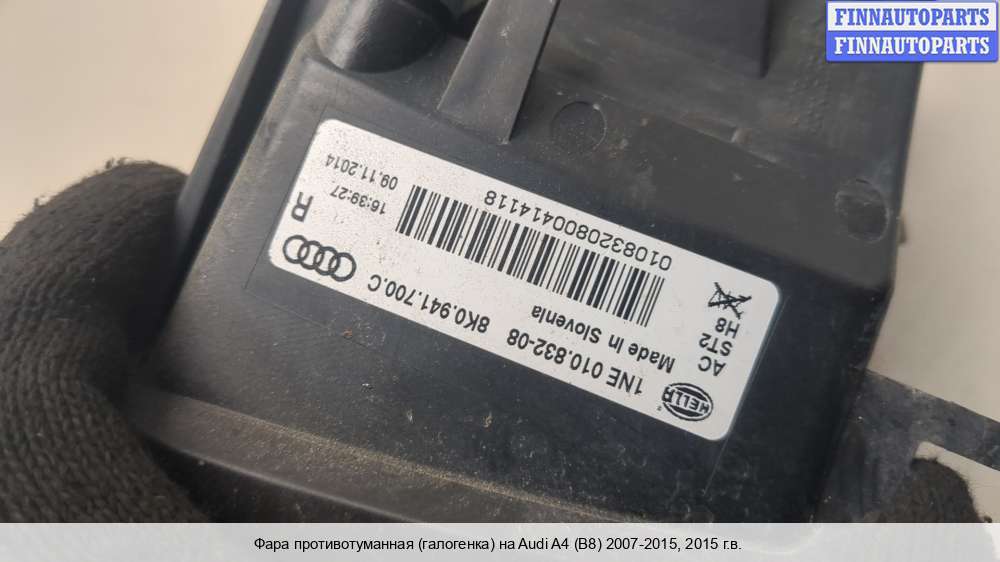 FINNAUTOPARTS
FINNAUTOPARTS
HELLA
1NE 010.832-08 8K0.941.700.C
Made in Slovenia
AC
ST2
H8
010832080041411118
R
16:39:27
09.11.2014
Фара противотуманная (галогенка) на Audi A4 (B8) 2007-2015, 2015 г.в.